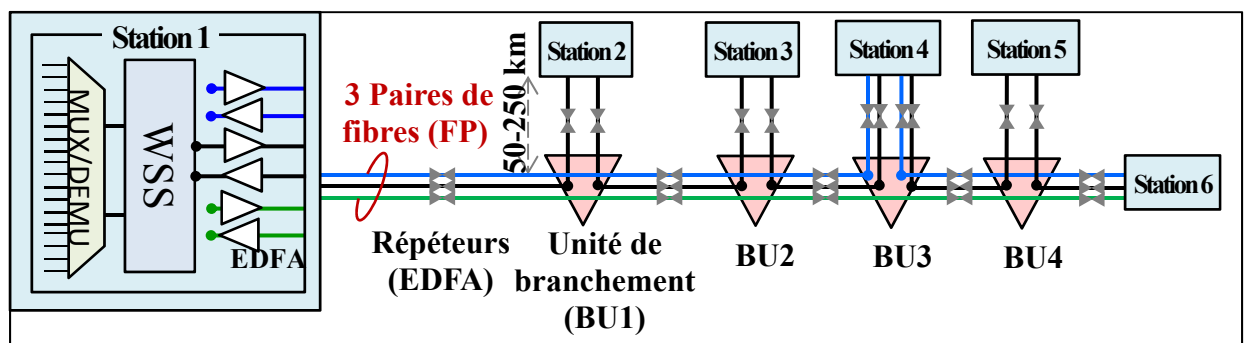 Station 1
MUX/DEMU
WSS
EDFA
3 Paires de
fibres (FP)
50-250 km
Station 2
Station 3
Station 4
Station 5
Station 6
Répéteurs
(EDFA)
Unité de
branchement
(BU1)
BU2
BU3
BU4